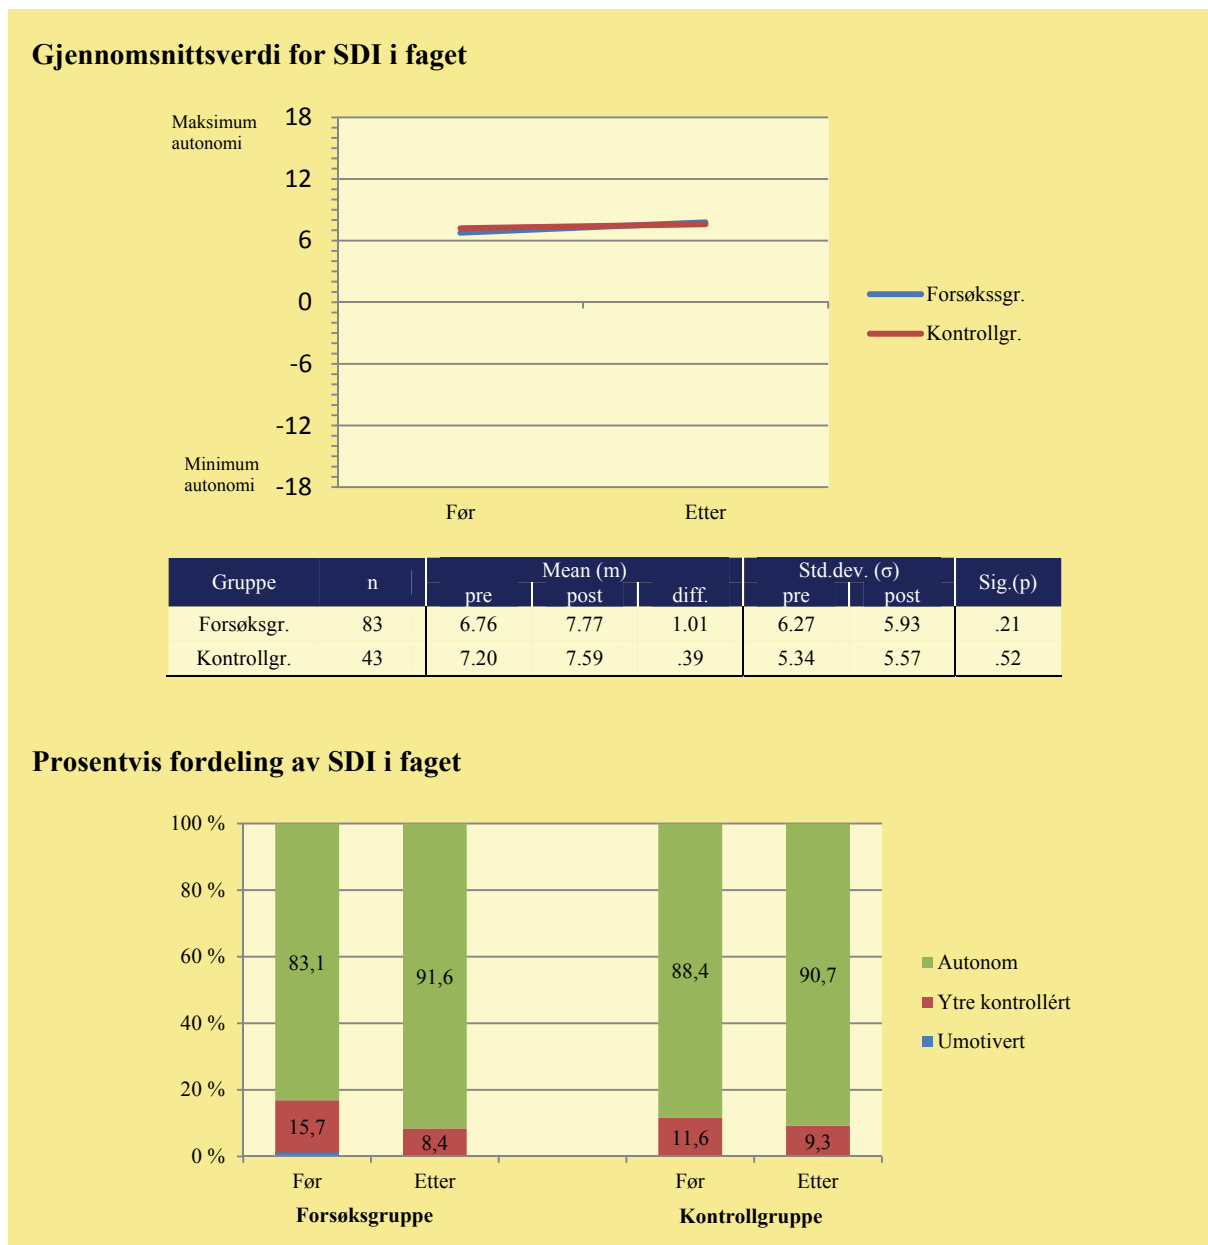 Gjennomsnittsverdi for SDI i faget
Maksimum
autonomi
18
12
6
0
-6
-12
Minimum
autonomi
-18
Før Etter
Forsøkssgr.
Kontrollgr.
Gruppe n Mean (m) Std.dev. (σ) Sig.(p)
pre post diff. pre post
Forsøksgr. 83 6.76 7.77 1.01 6.27 5.93 .21
Kontrollgr. 43 7.20 7.59 .39 5.34 5.57 .52
Prosentvis fordeling av SDI i faget
100 %
80 %
60 %
40 %
20 %
0 %
83,1 91,6 88,4 90,7
15,7 8,4 11,6 9,3
Før Etter Før Etter
Forsøksgruppe Kontrollgruppe
Autonom
Ytre kontrollért
Umotivert